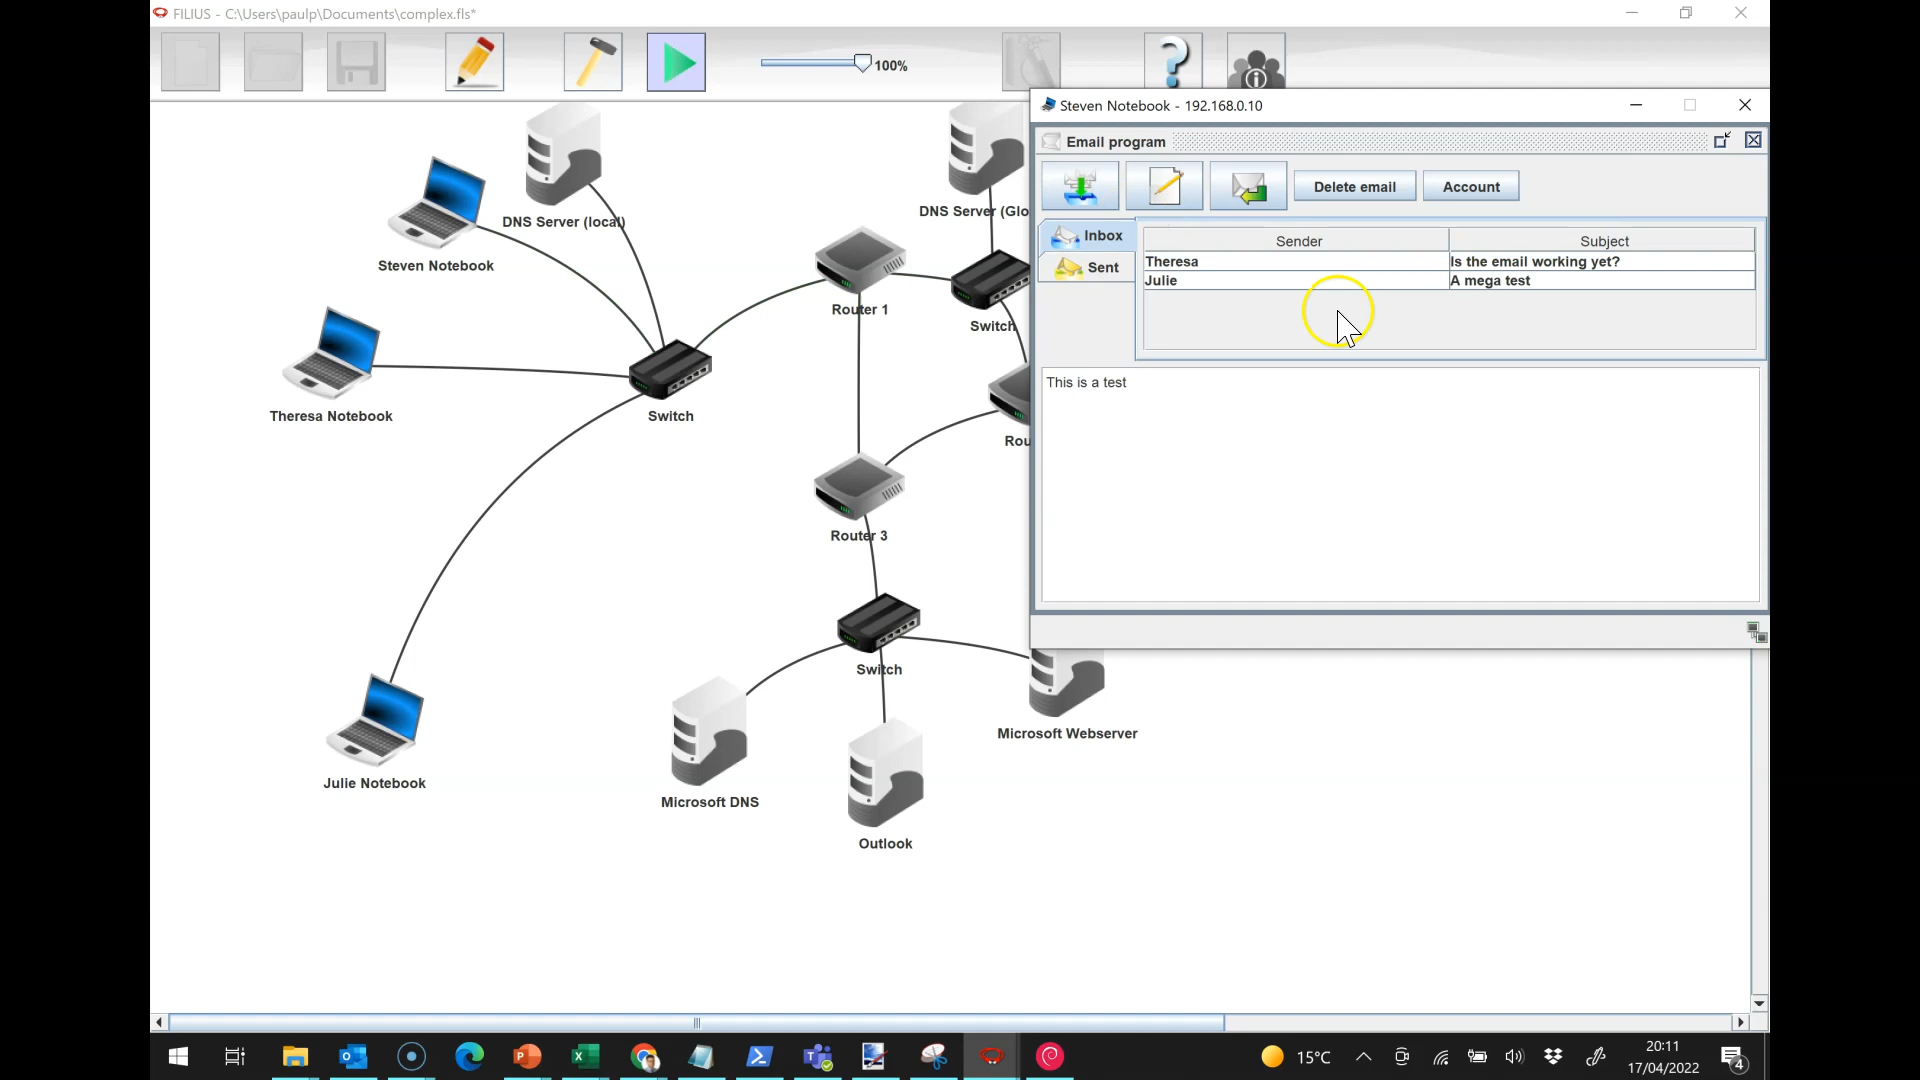 FILIUS - C:\Users\paulp\Documents\complex.fls*
100%
DNS Server (local)
Steven Notebook
Theresa Notebook
Switch
Julie Notebook
Router 1
DNS Server (Glo
Switch
Rou
Router 3
Switch
Microsoft DNS
Outlook
Microsoft Webserver
Steven Notebook - 192.168.0.10
Email program
Delete email
Account
Inbox
Sent
Sender Subject
Theresa Is the email working yet?
Julie A mega test
This is a test
15°C
20:11
17/04/2022
4